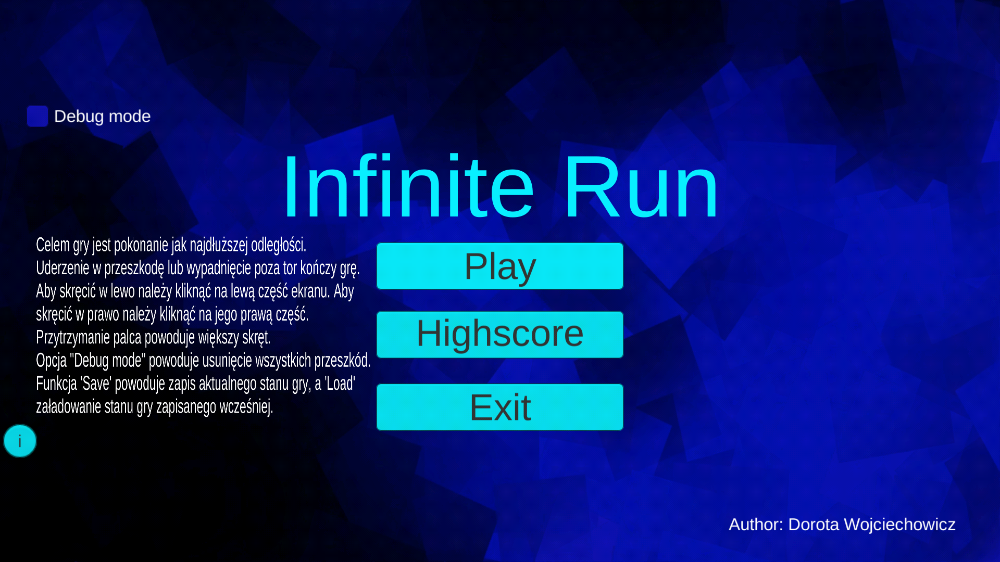 Debug mode
Infinite Run
Celem gry jest pokonanie jak najdłuższej odległości.
Uderzenie w przeszkodę lub wypadnięcie poza tor kończy grę.
Aby skręcić w lewo należy kliknąć na lewą część ekranu. Aby
skręcić w prawo należy kliknąć na jego prawą część.
Przytrzymanie palca powoduje większy skręt.
Opcja "Debug mode" powoduje usunięcie wszystkich przeszkód.
Funkcja 'Save' powoduje zapis aktualnego stanu gry, a 'Load'
załadowanie stanu gry zapisanego wcześniej.
Play
Highscore
Exit
i
Author: Dorota Wojciechowicz